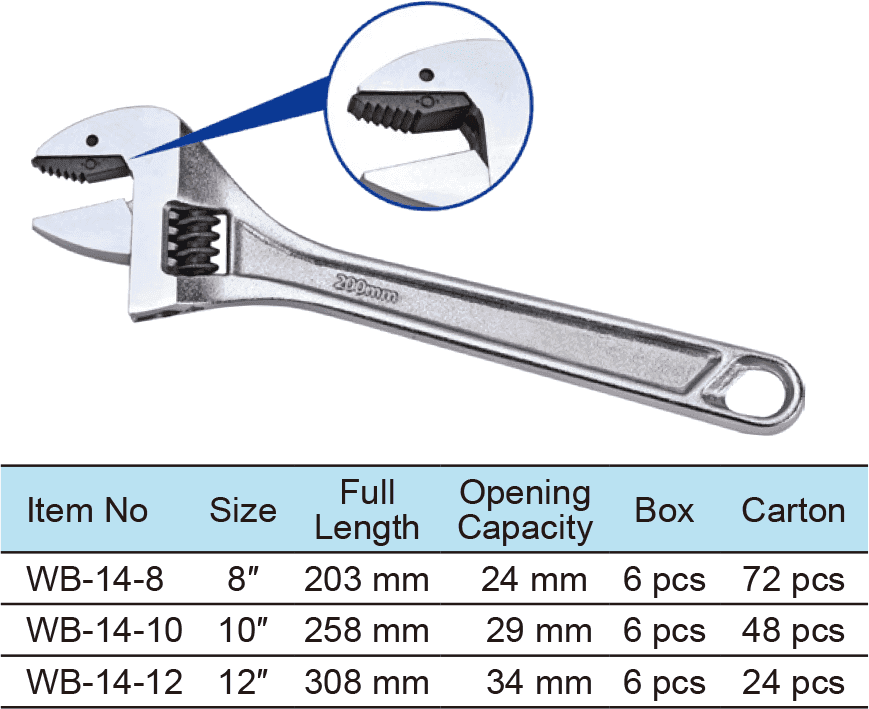 200mm
Item No Size Full Length Opening Capacity Box Carton
WB-14-8 8″ 203 mm 24 mm 6 pcs 72 pcs
WB-14-10 10″ 258 mm 29 mm 6 pcs 48 pcs
WB-14-12 12″ 308 mm 34 mm 6 pcs 24 pcs